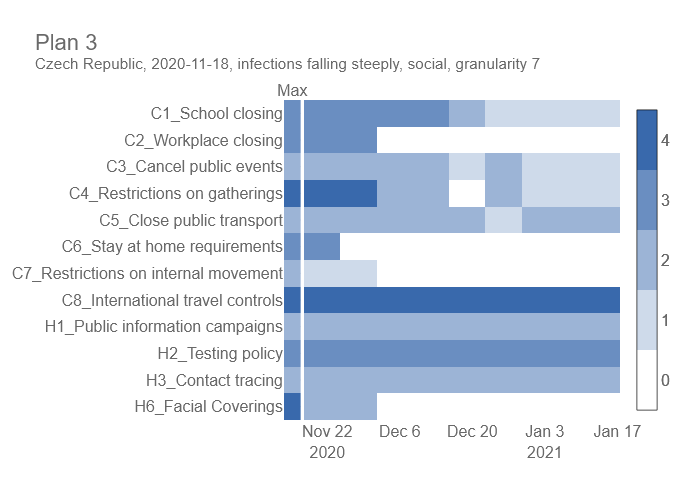 Plan 3
Czech Republic, 2020-11-18, infections falling steeply, social, granularity 7
Max
C1_School closing
C2_Workplace closing
C3_Cancel public events
C4_Restrictions on gatherings
C5_Close public transport
C6_Stay at home requirements
C7_Restrictions on internal movement
C8_International travel controls
H1_Public information campaigns
H2_Testing policy
H3_Contact tracing
H6_Facial Coverings
4
3
2
1
0
Nov 22 Dec 6 Dec 20 Jan 3 Jan 17
2020 2021